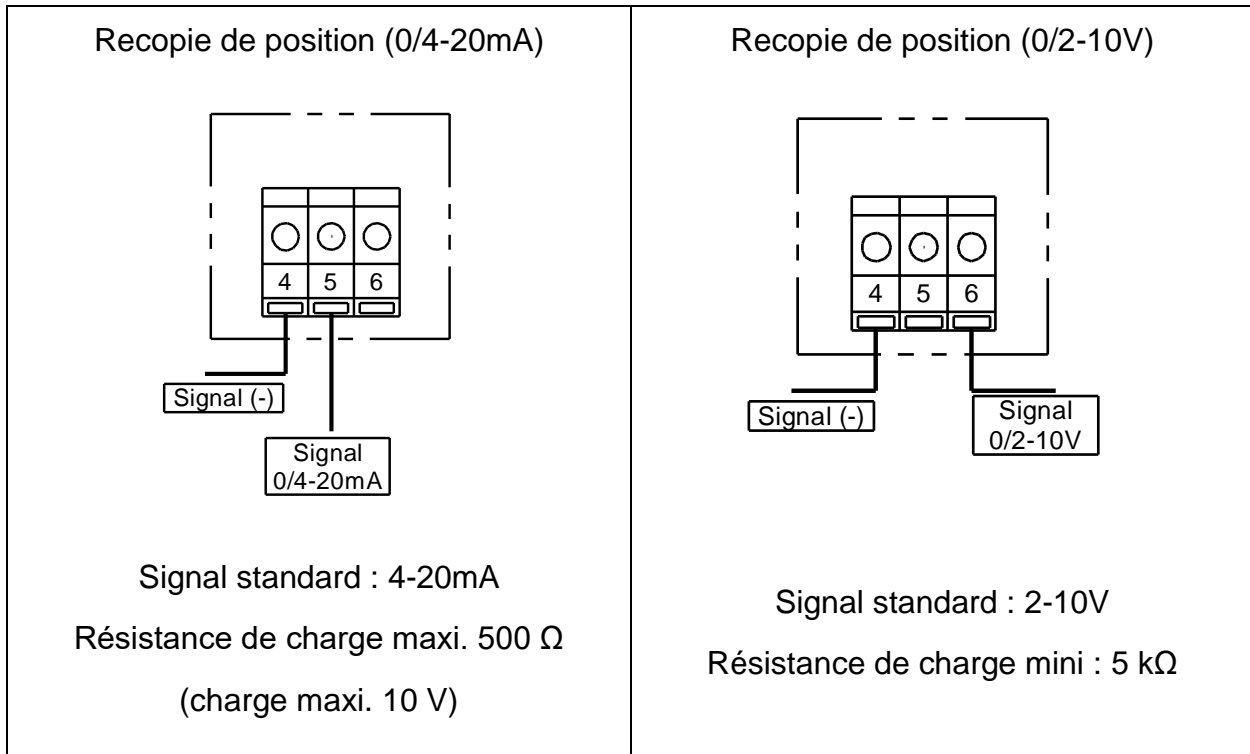 Recopie de position (0/4-20mA)
4 5 6
Signal (-)
Signal
0/4-20mA
Signal standard : 4-20mA
Résistance de charge maxi. 500 Ω
(charge maxi. 10 V)
Recopie de position (0/2-10V)
4 5 6
Signal (-)
Signal
0/2-10V
Signal standard : 2-10V
Résistance de charge mini : 5 kΩ